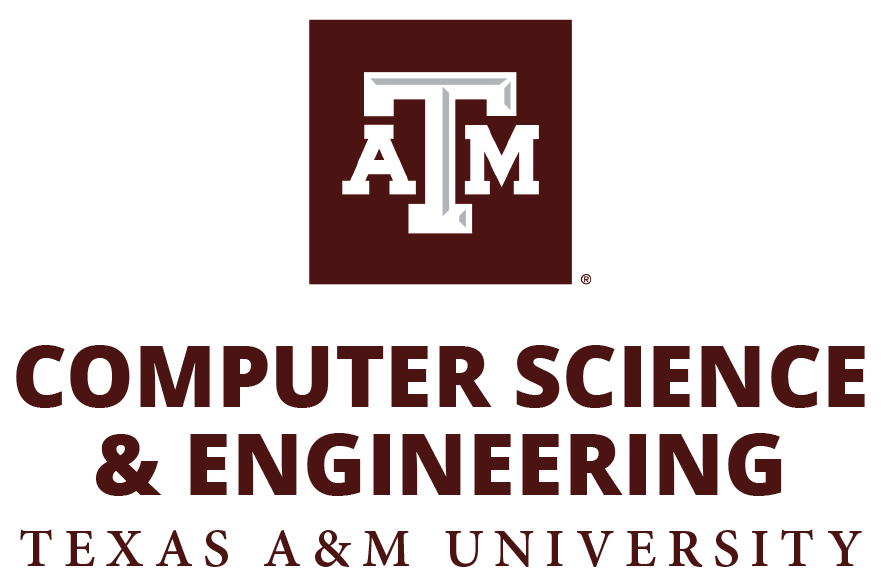 ATM
®
COMPUTER SCIENCE
& ENGINEERING
TEXAS A&M UNIVERSITY